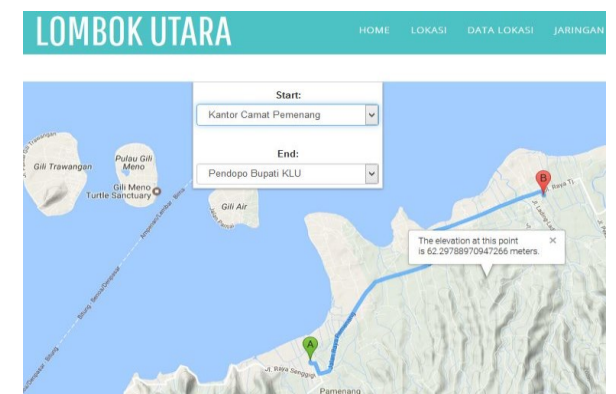 LOMBOK UTARA
HOME LOKASI DATA LOKASI JARINGAN
Start:
Kantor Camat Pemenang
End:
Pendopo Bupati KLU
Gili Trawangan
Pulau Gili
Meno
Gili Meno
Turtle Sanctuary
Gili Air
B
The elevation at this point
is 62.29788970947266 meters.
A
Jl. Raya Senggigi
Pamenang